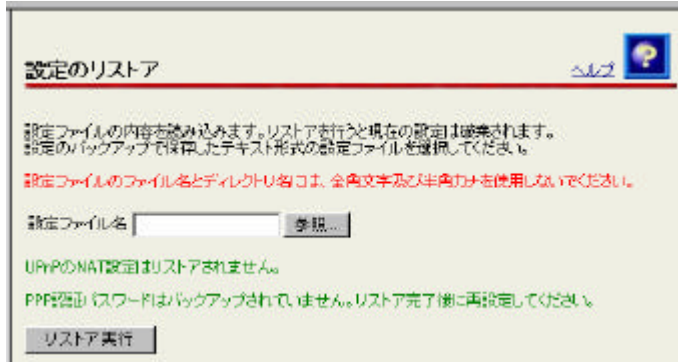 設定のリストア
ヘルプ
設定ファイルの内容を読み込みます。リストアを行うと現在の設定は破棄されます。
設定のバックアップで保存したテキスト形式の設定ファイルを選択してください。
設定ファイルのファイル名とディレクトリ名には、全角文字及び半角カナを使用しないでください。
設定ファイル名
参照...
UPnPのNAT設定はリストアされません。
PPP認証パスワードはバックアップされていません。リストア完了後に再設定してください。
リストア実行